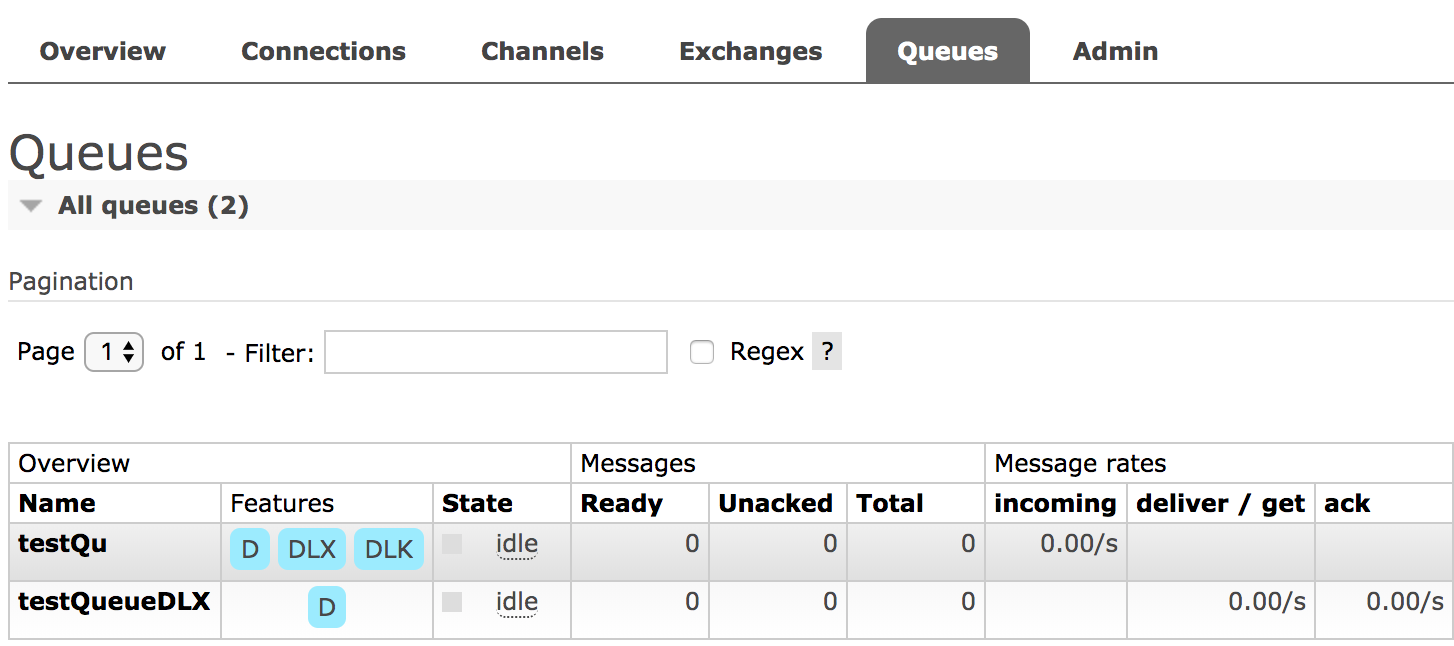 Overview Connections Channels Exchanges Queues Admin
Queues
All queues (2)
Pagination
Page 1 of 1 - Filter: Regex ?
Overview Messages Message rates
Name Features State Ready Unacked Total incoming deliver / get ack
testQu D DLX DLK idle 0 0 0 0.00/s
testQueueDLX D idle 0 0 0 0.00/s 0.00/s